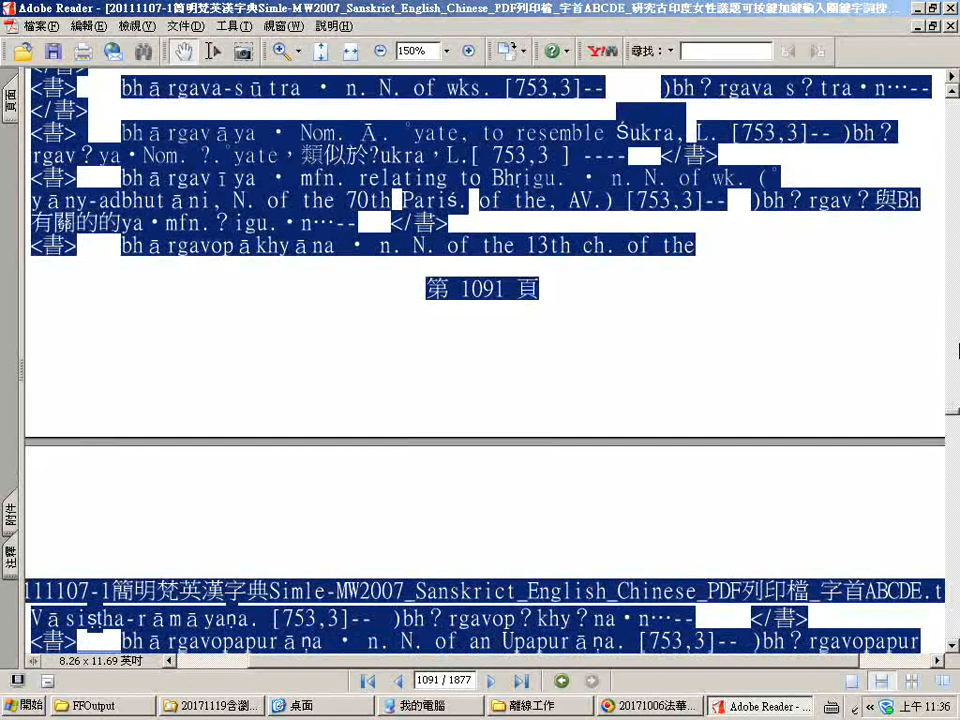 Adobe Reader - [20111107-1簡明梵英漢字典Simle-MW2007_Sanskrict_English_Chinese_PDF列印檔_字首ABCDE_研究古印度女性議題可按鍵加鍵輸入關鍵字詞搜...
檔案(F) 編輯(E) 檢視(V) 文件(D) 工具(T) 視窗(W) 說明(H)
150% Y! 尋找:
頁面
</書>
<書> bhārgava-sūtra · n. N. of wks. [753,3]-- )bh?rgava s?tra·n…--
</書>
<書> bhārgavāya · Nom. Ā. °yate, to resemble Śukra, L. [753,3]-- )bh?
rgav?ya·Nom. ?.°yate，類似於?ukra，L.[ 753,3 ] ---- </書>
<書> bhārgavīya · mfn. relating to Bhṛigu. · n. N. of wk. (°
yāny-adbhutāni, N. of the 70th Pariś. of the, AV.) [753,3]-- )bh?rgav?與Bh
有關的的ya·mfn.？igu.·n…-- </書>
<書> bhārgavopākhyāna · n. N. of the 13th ch. of the
第 1091 頁
附件
注釋
111107-1簡明梵英漢字典Simle-MW2007_Sanskrict_English_Chinese_PDF列印檔_字首ABCDE.t
Vāsiṣṭha-rāmāyaṇa. [753,3]-- )bh?rgavop?khy?na·n…-- </書>
<書> bhārgavopapurāṇa · n. N. of an Upapurāṇa. [753,3]-- )bh?rgavopapur
8.26 x 11.69 英吋
1091 / 1877
開始 FFOutput 20171119含瀏... 桌面 我的電腦 離線工作 20171006法華... Adobe Reader - ... 上午 11:36